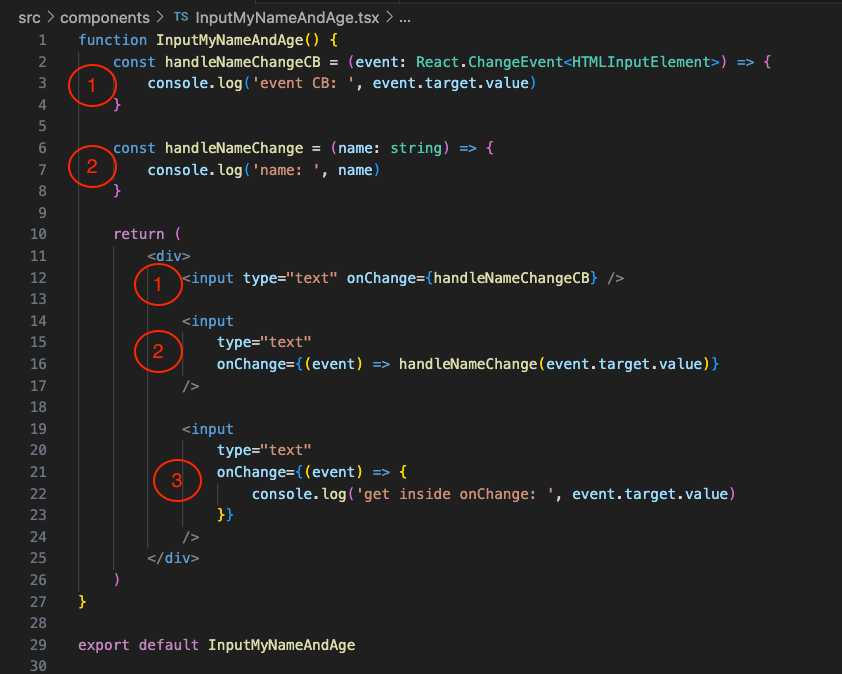 src > components > TS InputMyNameAndAge.tsx > ...
1 function InputMyNameAndAge() {
2 const handleNameChangeCB = (event: React.ChangeEvent<HTMLInputElement>) => {
3 console.log('event CB: ', event.target.value)
4 }
5
6 const handleNameChange = (name: string) => {
7 console.log('name: ', name)
8 }
9
10 return (
11 <div>
12 <input type="text" onChange={handleNameChangeCB} />
13
14 <input
15 type="text"
16 onChange={(event) => handleNameChange(event.target.value)}
17 />
18
19 <input
20 type="text"
21 onChange={(event) => {
22 console.log('get inside onChange: ', event.target.value)
23 }}
24 />
25 </div>
26 )
27 }
28
29 export default InputMyNameAndAge
30
1
2
1
2
3